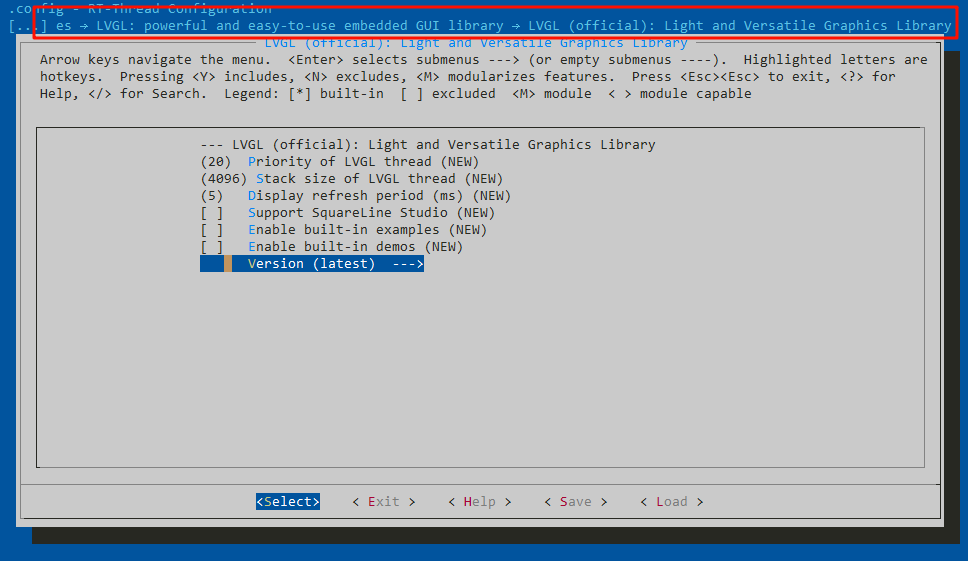 .config - RT-Thread Configuration
[...] es → LVGL: powerful and easy-to-use embedded GUI library → LVGL (official): Light and Versatile Graphics Library
LVGL (official): Light and Versatile Graphics Library
Arrow keys navigate the menu. <Enter> selects submenus ---> (or empty submenus ----). Highlighted letters are
hotkeys. Pressing <Y> includes, <N> excludes, <M> modularizes features. Press <Esc><Esc> to exit, <?> for
Help, </> for Search. Legend: [*] built-in [ ] excluded <M> module < > module capable
--- LVGL (official): Light and Versatile Graphics Library
(20) Priority of LVGL thread (NEW)
(4096) Stack size of LVGL thread (NEW)
(5) Display refresh period (ms) (NEW)
[ ] Support SquareLine Studio (NEW)
[ ] Enable built-in examples (NEW)
[ ] Enable built-in demos (NEW)
Version (latest) --->
<Select> < Exit > < Help > < Save > < Load >